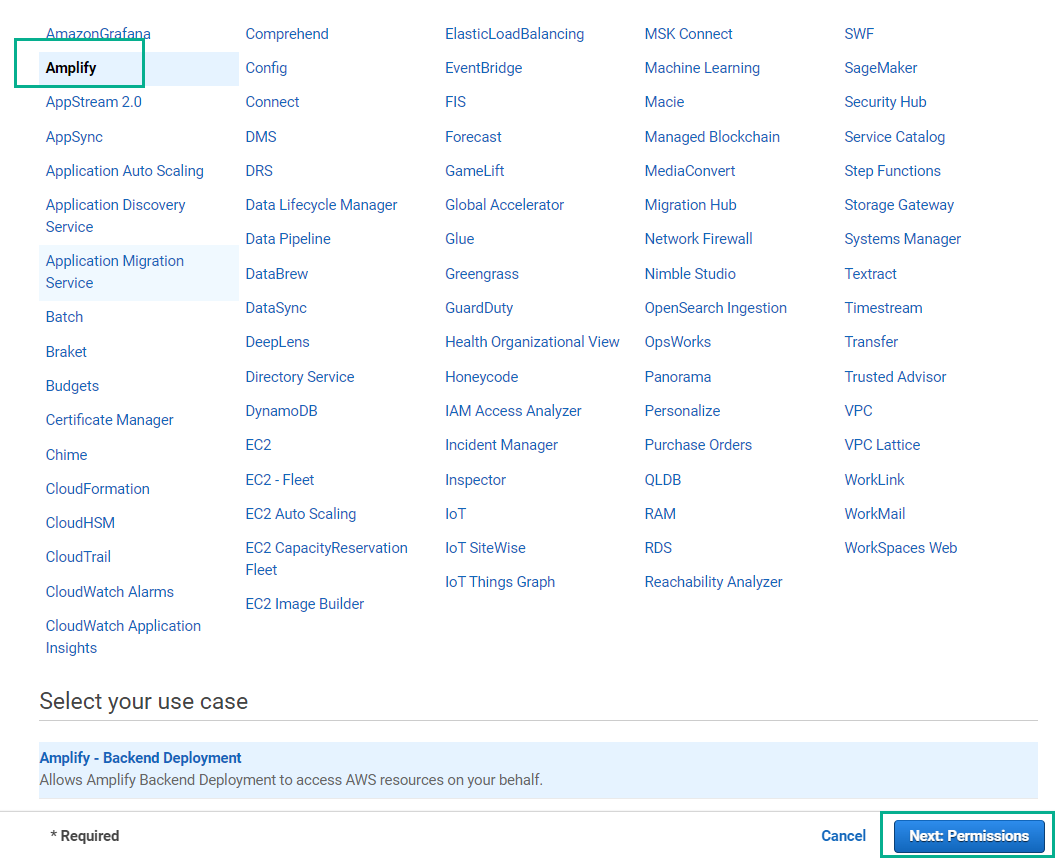 AmazonGrafana
Amplify
AppStream 2.0
AppSync
Application Auto Scaling
Application Discovery
Service
Application Migration
Service
Batch
Braket
Budgets
Certificate Manager
Chime
CloudFormation
CloudHSM
CloudTrail
CloudWatch Alarms
CloudWatch Application
Insights
Comprehend
Config
Connect
DMS
DRS
Data Lifecycle Manager
Data Pipeline
DataBrew
DataSync
DeepLens
Directory Service
DynamoDB
EC2
EC2 - Fleet
EC2 Auto Scaling
EC2 CapacityReservation
Fleet
EC2 Image Builder
ElasticLoadBalancing
EventBridge
FIS
Forecast
GameLift
Global Accelerator
Glue
Greengrass
GuardDuty
Health Organizational View
Honeycode
IAM Access Analyzer
Incident Manager
Inspector
IoT
IoT SiteWise
IoT Things Graph
MSK Connect
Machine Learning
Macie
Managed Blockchain
MediaConvert
Migration Hub
Network Firewall
Nimble Studio
OpenSearch Ingestion
OpsWorks
Panorama
Personalize
Purchase Orders
QLDB
RAM
RDS
Reachability Analyzer
SWF
SageMaker
Security Hub
Service Catalog
Step Functions
Storage Gateway
Systems Manager
Textract
Timestream
Transfer
Trusted Advisor
VPC
VPC Lattice
WorkLink
WorkMail
WorkSpaces Web
Select your use case
Amplify - Backend Deployment
Allows Amplify Backend Deployment to access AWS resources on your behalf.
* Required
Cancel
Next: Permissions